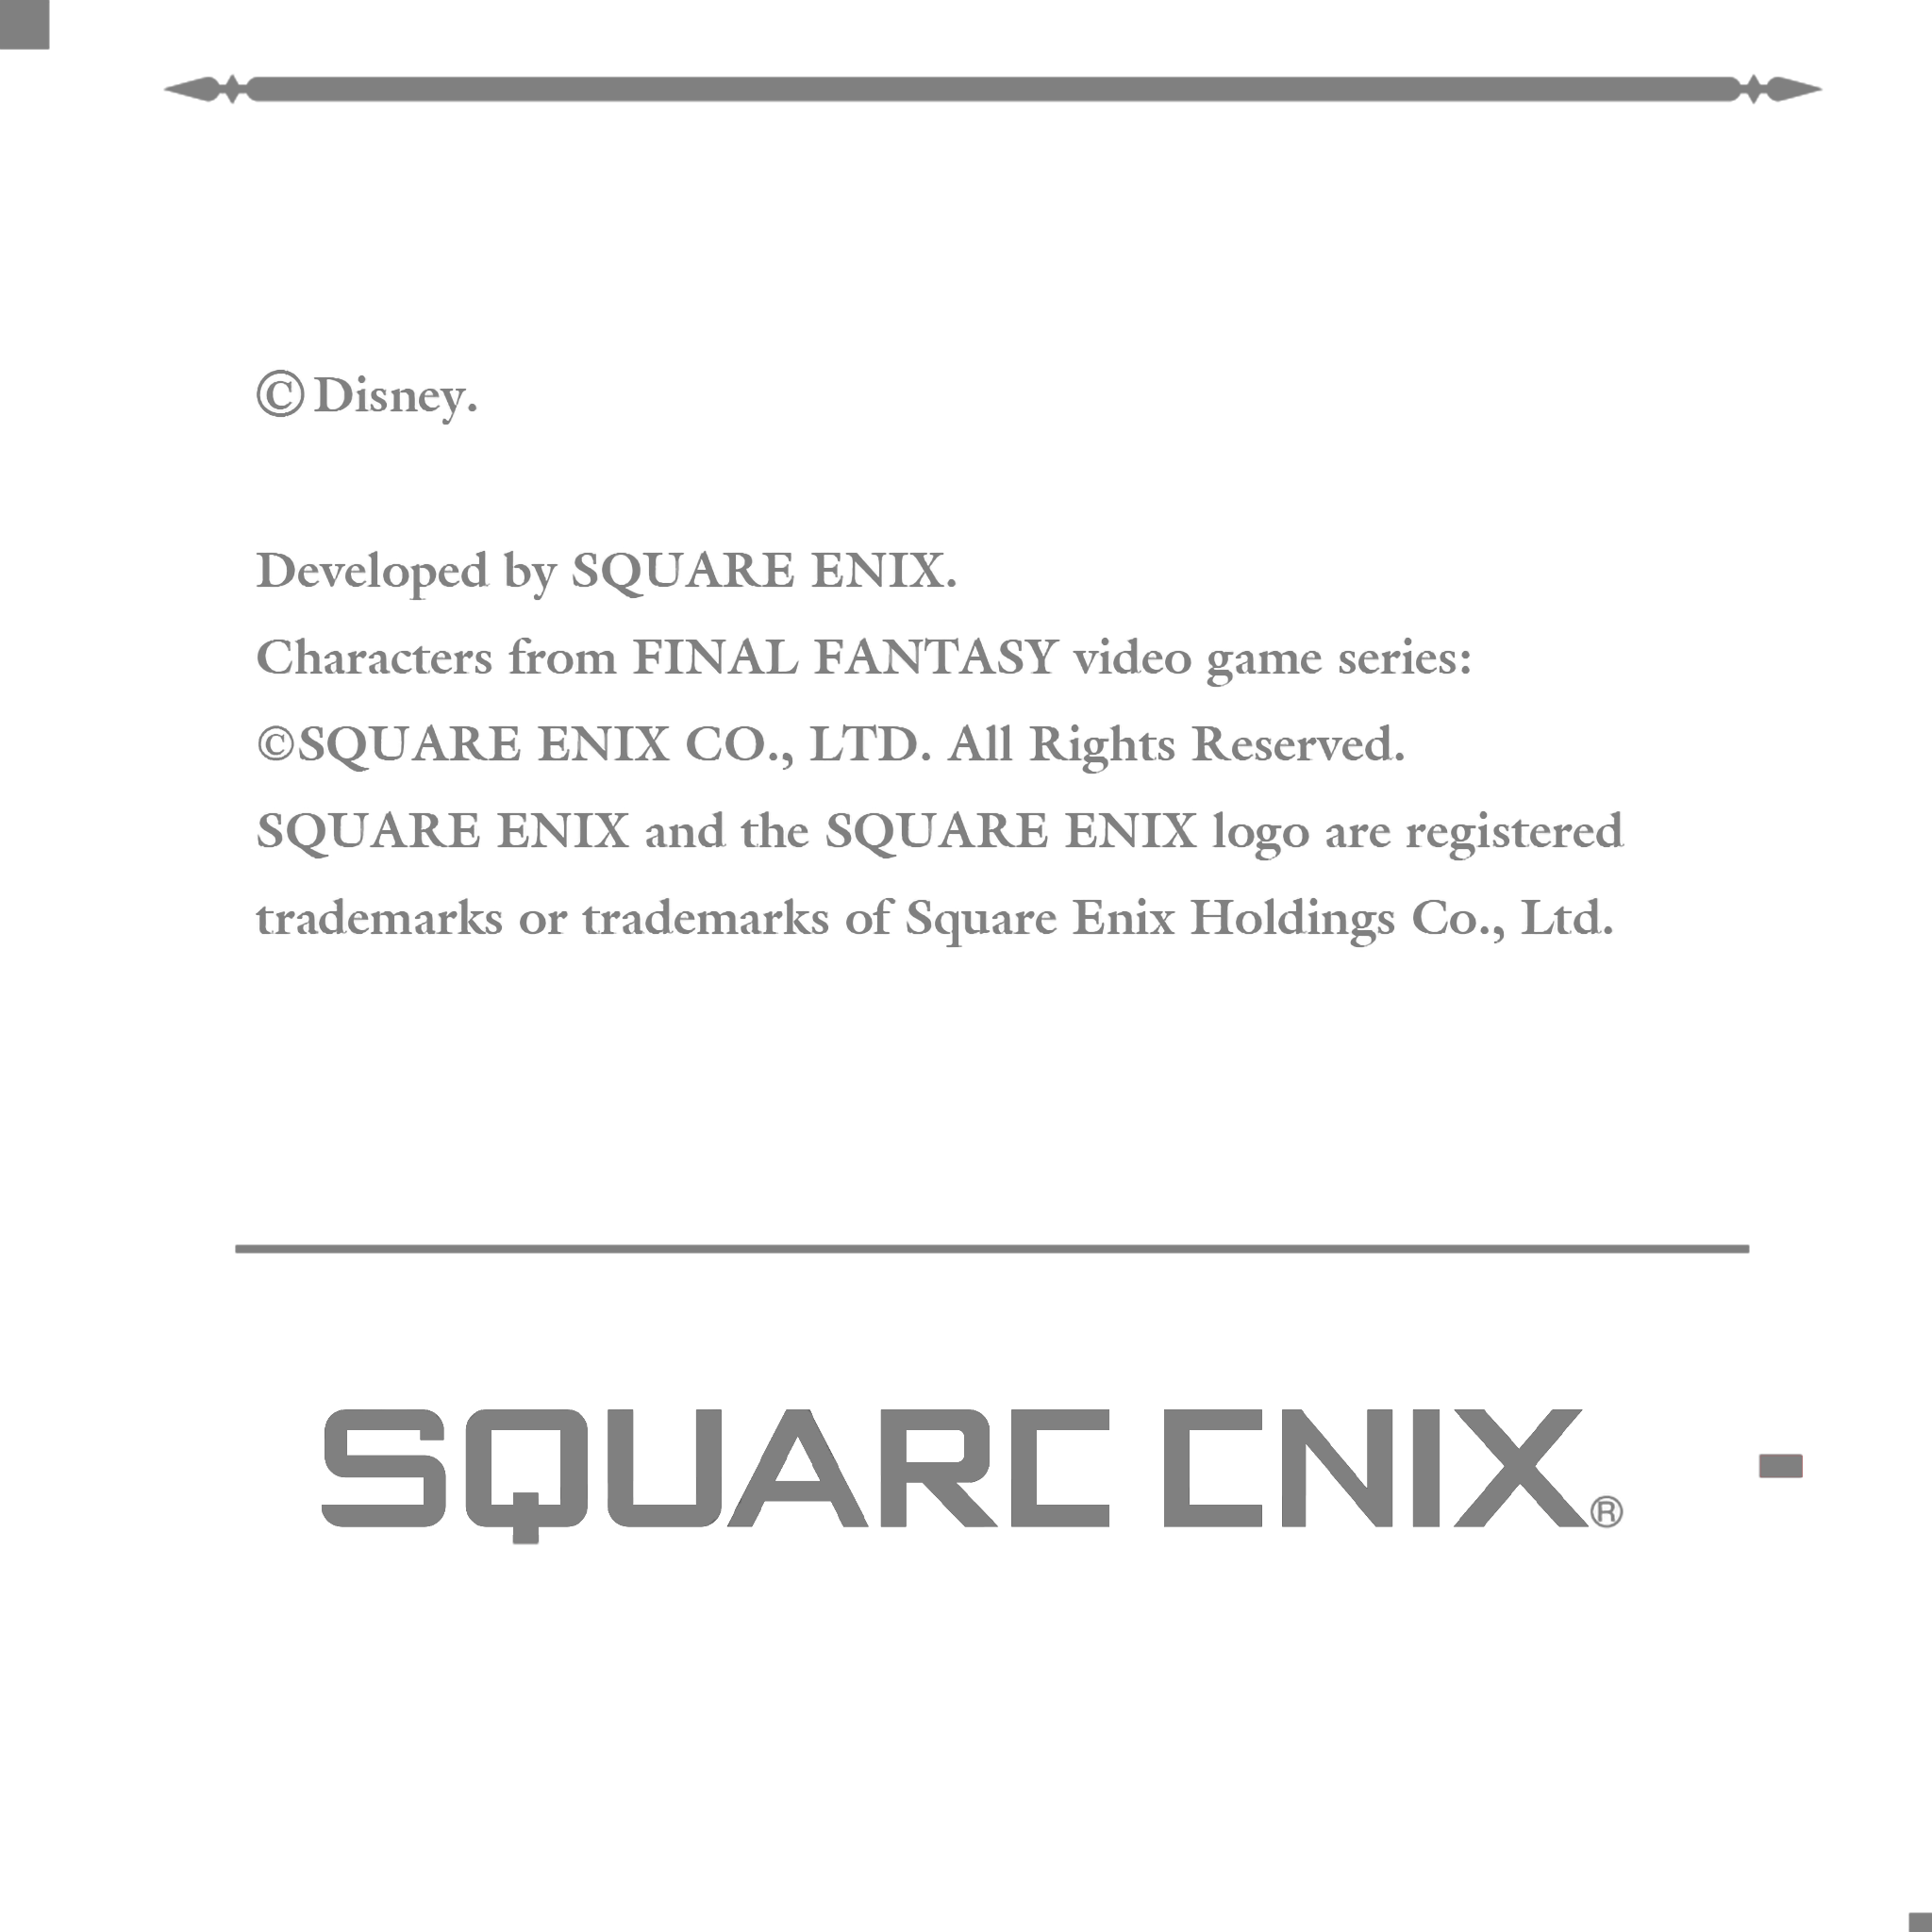 ©Disney.
Developed by SQUARE ENIX.
Characters from FINAL FANTASY video game series:
©SQUARE ENIX CO., LTD. All Rights Reserved.
SQUARE ENIX and the SQUARE ENIX logo are registered
trademarks or trademarks of Square Enix Holdings Co., Ltd.
SQUARE ENIX®